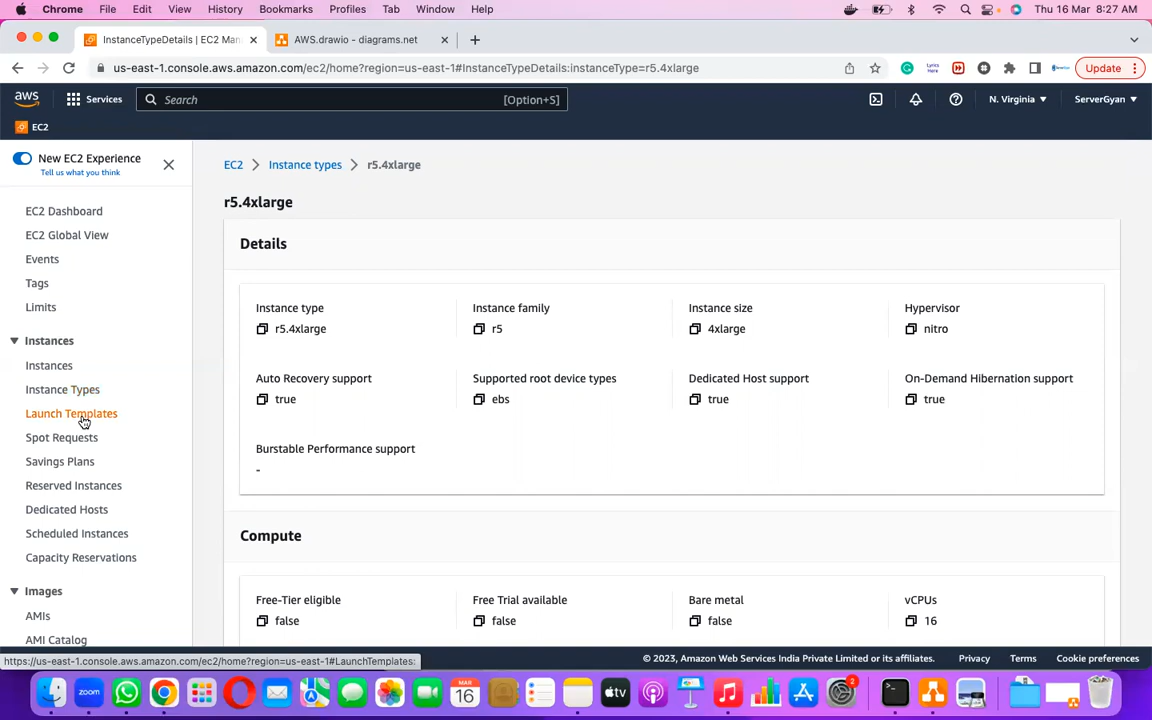 Chrome File Edit View History Bookmarks Profiles Tab Window Help Thu 16 Mar 8:27 AM
InstanceTypeDetails | EC2 Man
AWS.drawio - diagrams.net
us-east-1.console.aws.amazon.com/ec2/home?region=us-east-1#InstanceTypeDetails:instanceType=r5.4xlarge
Update
aws Services Search [Option+S] N. Virginia ServerGyan
EC2
New EC2 Experience
Tell us what you think
EC2 Dashboard
EC2 Global View
Events
Tags
Limits
Instances
Instances
Instance Types
Launch Templates
Spot Requests
Savings Plans
Reserved Instances
Dedicated Hosts
Scheduled Instances
Capacity Reservations
Images
AMIs
AMI Catalog
EC2 Instance types r5.4xlarge
r5.4xlarge
Details
Instance type Instance family Instance size Hypervisor
r5.4xlarge r5 4xlarge nitro
Auto Recovery support Supported root device types Dedicated Host support On-Demand Hibernation support
true ebs true true
Burstable Performance support
-
Compute
Free-Tier eligible Free Trial available Bare metal vCPUs
false false false 16
https://us-east-1.console.aws.amazon.com/ec2/home?region=us-east-1#LaunchTemplates:
© 2023, Amazon Web Services India Private Limited or its affiliates. Privacy Terms Cookie preferences
zoom
MAR
16
tv
2